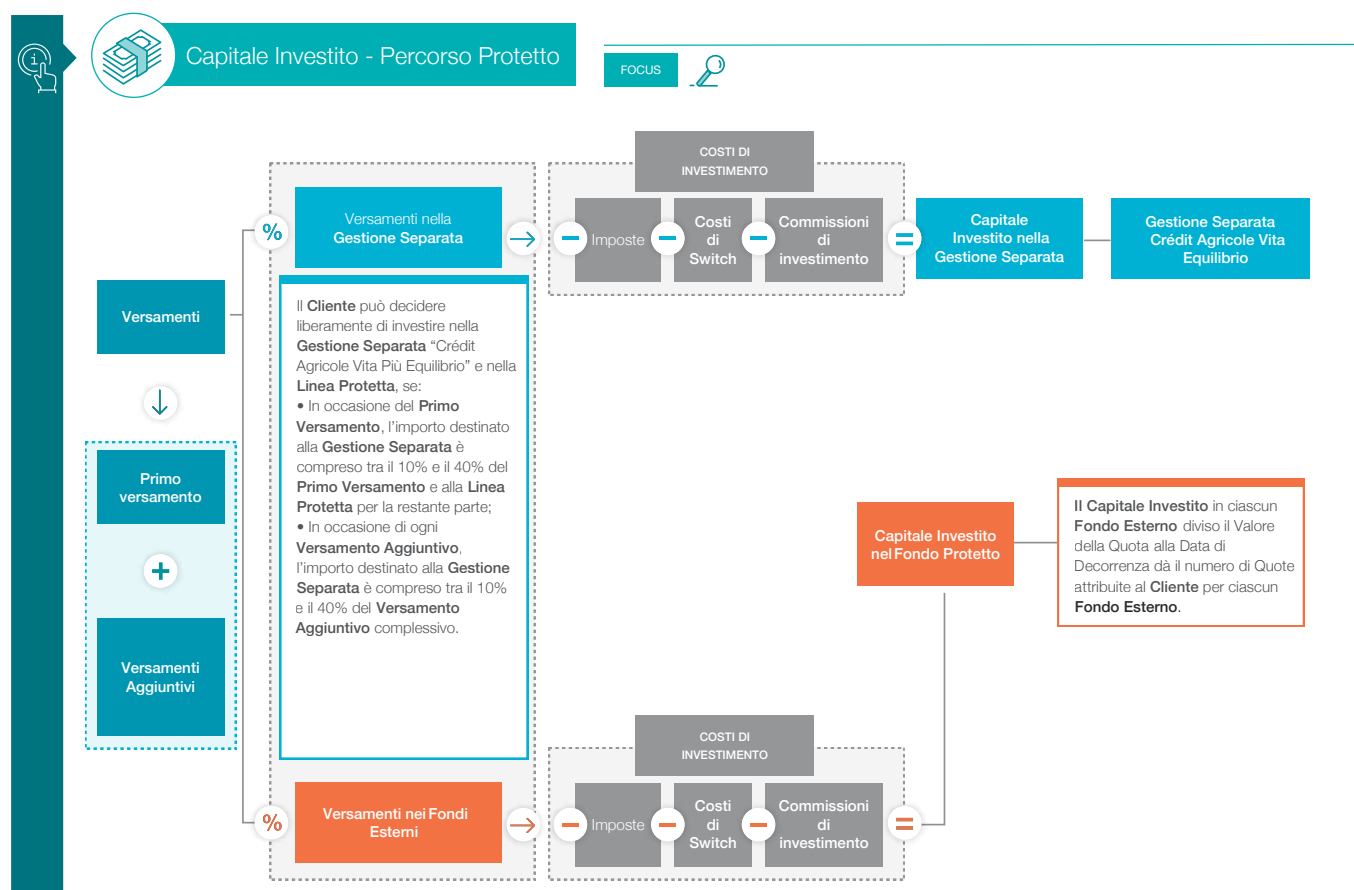 Capitale Investito - Percorso Protetto
FOCUS
Versamenti
Primo
versamento
+
Versamenti
Aggiuntivi
%
Versamenti nella
Gestione Separata
Il Cliente può decidere
liberamente di investire nella
Gestione Separata “Crédit
Agricole Vita Più Equilibrio” e nella
Linea Protetta, se:
• In occasione del Primo
Versamento, l’importo destinato
alla Gestione Separata è
compreso tra il 10% e il 40% del
Primo Versamento e alla Linea
Protetta per la restante parte;
• In occasione di ogni
Versamento Aggiuntivo,
l’importo destinato alla Gestione
Separata è compreso tra il 10%
e il 40% del Versamento
Aggiuntivo complessivo.
%
Versamenti nei Fondi
Esterni
COSTI DI
INVESTIMENTO
Imposte
Costi
di
Switch
Commissioni
di
investimento
=
Capitale
Investito nella
Gestione Separata
Gestione Separata
Crédit Agricole Vita
Equilibrio
COSTI DI
INVESTIMENTO
Imposte
Costi
di
Switch
Commissioni
di
investimento
=
Capitale Investito
nel Fondo Protetto
Il Capitale Investito in ciascun
Fondo Esterno diviso il Valore
della Quota alla Data di
Decorrenza dà il numero di Quote
attribuite al Cliente per ciascun
Fondo Esterno.